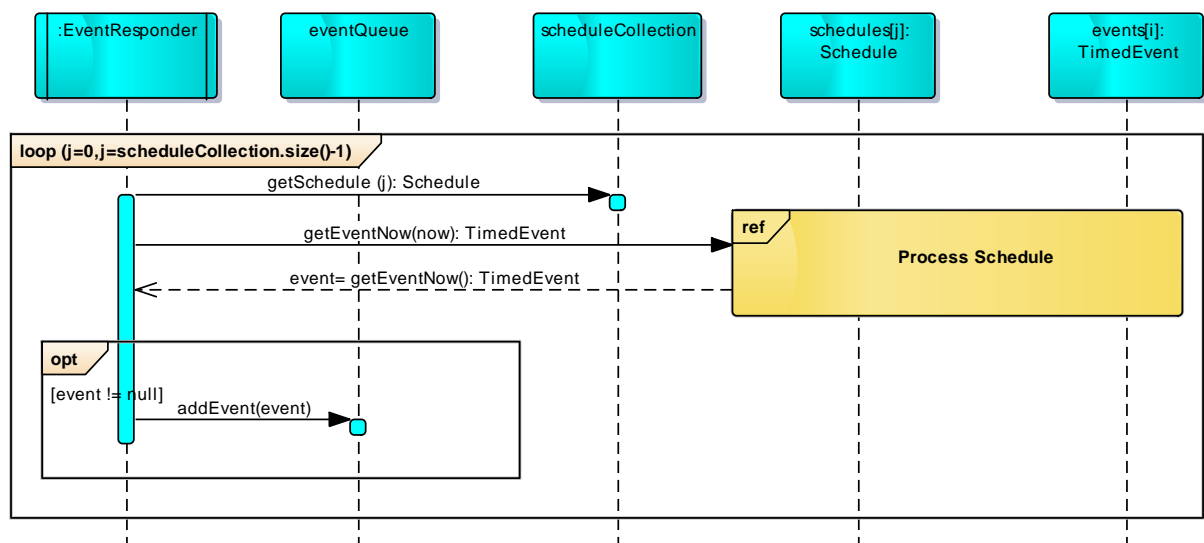 :EventResponder
eventQueue
scheduleCollection
schedules[j]:
Schedule
events[i]:
TimedEvent
loop (j=0,j=scheduleCollection.size()-1)
getSchedule (j): Schedule
getEventNow(now): TimedEvent
ref
Process Schedule
event= getEventNow(): TimedEvent
opt
[event != null]
addEvent(event)